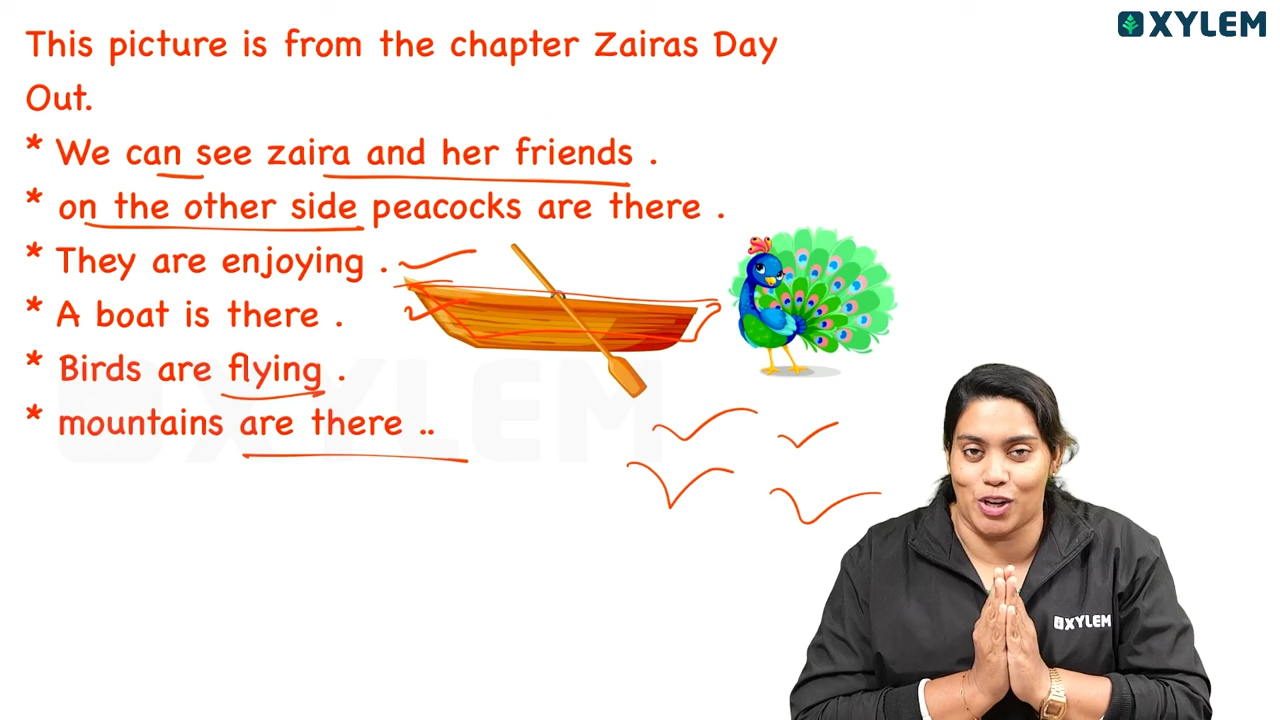 XYLEM
This picture is from the chapter Zairas Day
Out.
* We can see zaira and her friends .
* on the other side peacocks are there .
* They are enjoying .
* A boat is there .
* Birds are flying .
* mountains are there ..
XYLEM
XYLEM